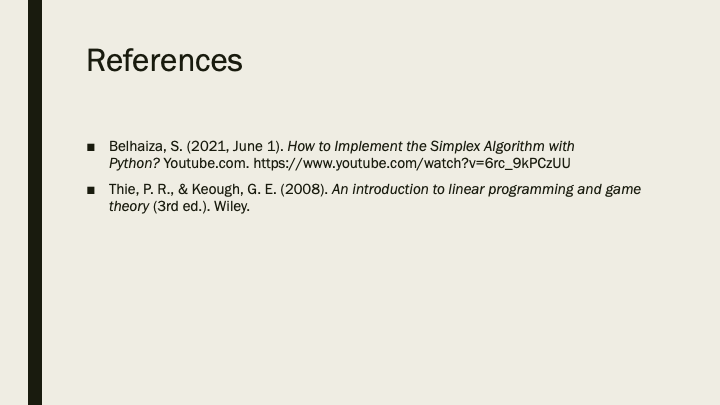 References
■ Belhaiza, S. (2021, June 1). How to Implement the Simplex Algorithm with
Python? Youtube.com. https://www.youtube.com/watch?v=6rc_9kPCzUU
■ Thie, P. R., & Keough, G. E. (2008). An introduction to linear programming and game
theory (3rd ed.). Wiley.